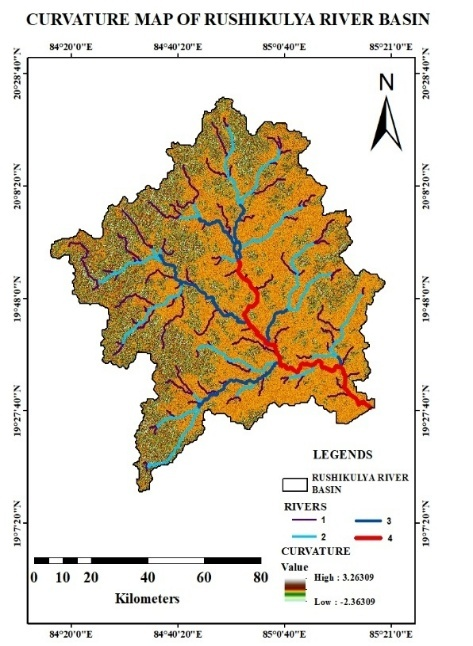 CURVATURE MAP OF RUSHIKULYA RIVER BASIN
84°20'0"E 84°40'20"E 85°0'40"E 85°21'0"E
20°28'40"N 20°28'40"N
N
20°8'20"N 20°8'20"N
19°48'0"N 19°48'0"N
19°27'40"N 19°27'40"N
LEGENDS
RUSHIKULYA RIVER
BASIN
RIVERS
1 3
2 4
19°7'20"N 19°7'20"N
CURVATURE
Value
High : 3.26309
Low : -2.36309
0 10 20 40 60 80
Kilometers
84°20'0"E 84°40'20"E 85°0'40"E 85°21'0"E